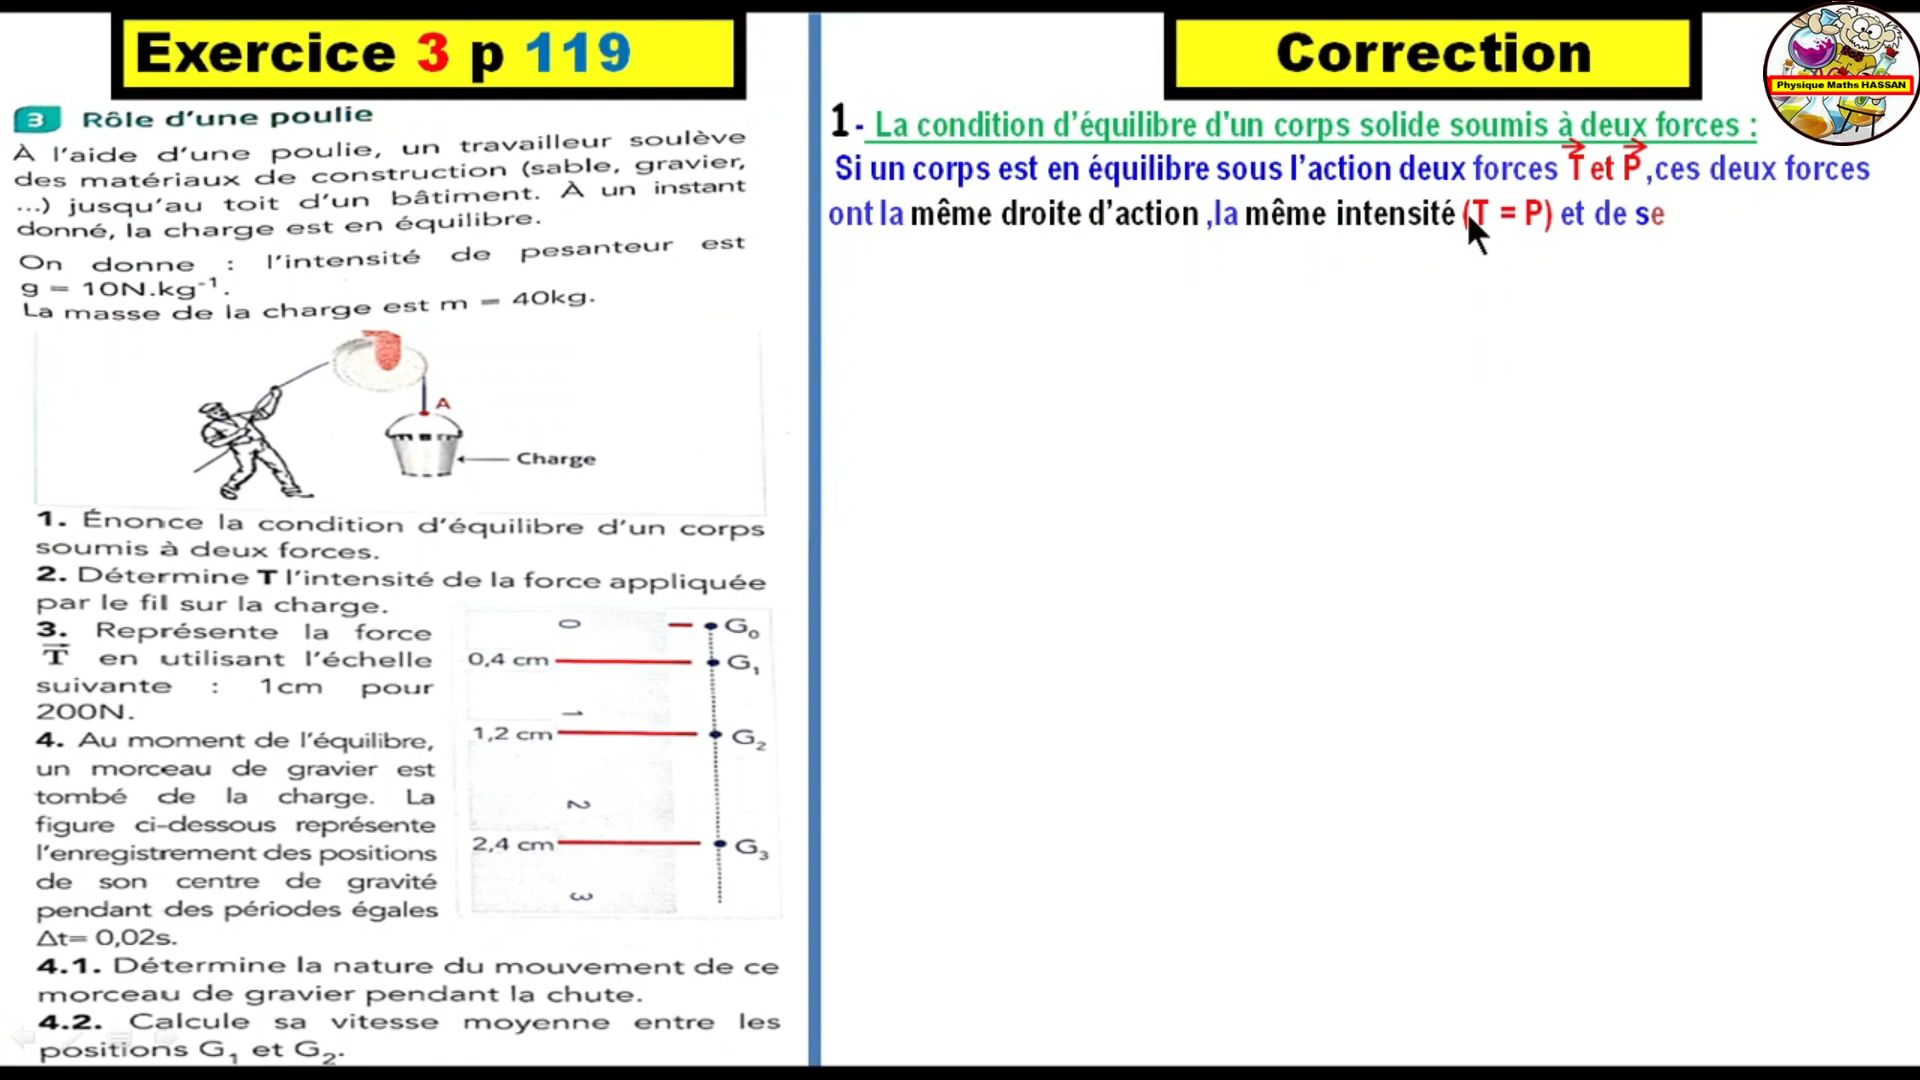 Exercice 3 p 119
3 Rôle d'une poulie
À l'aide d'une poulie, un travailleur soulève
des matériaux de construction (sable, gravier,
...) jusqu'au toit d'un bâtiment. À un instant
donné, la charge est en équilibre.
On donne : l'intensité de pesanteur est
g = 10N.kg⁻¹.
La masse de la charge est m = 40kg.
A
Charge
1. Énonce la condition d'équilibre d'un corps
soumis à deux forces.
2. Détermine T l'intensité de la force appliquée
par le fil sur la charge.
3. Représente la force
T⃗ en utilisant l'échelle
suivante : 1cm pour
200N.
4. Au moment de l'équilibre,
un morceau de gravier est
tombé de la charge. La
figure ci-dessous représente
l'enregistrement des positions
de son centre de gravité
pendant des périodes égales
Δt= 0,02s.
0
G₀
0,4 cm G₁
1
1,2 cm G₂
2
2,4 cm G₃
3
4.1. Détermine la nature du mouvement de ce
morceau de gravier pendant la chute.
4.2. Calcule sa vitesse moyenne entre les
positions G₁ et G₂.
Correction
Physique Maths HASSAN
1- La condition d'équilibre d'un corps solide soumis à deux forces :
Si un corps est en équilibre sous l'action deux forces T⃗ et P⃗ ,ces deux forces
ont la même droite d'action ,la même intensité (T = P) et de se